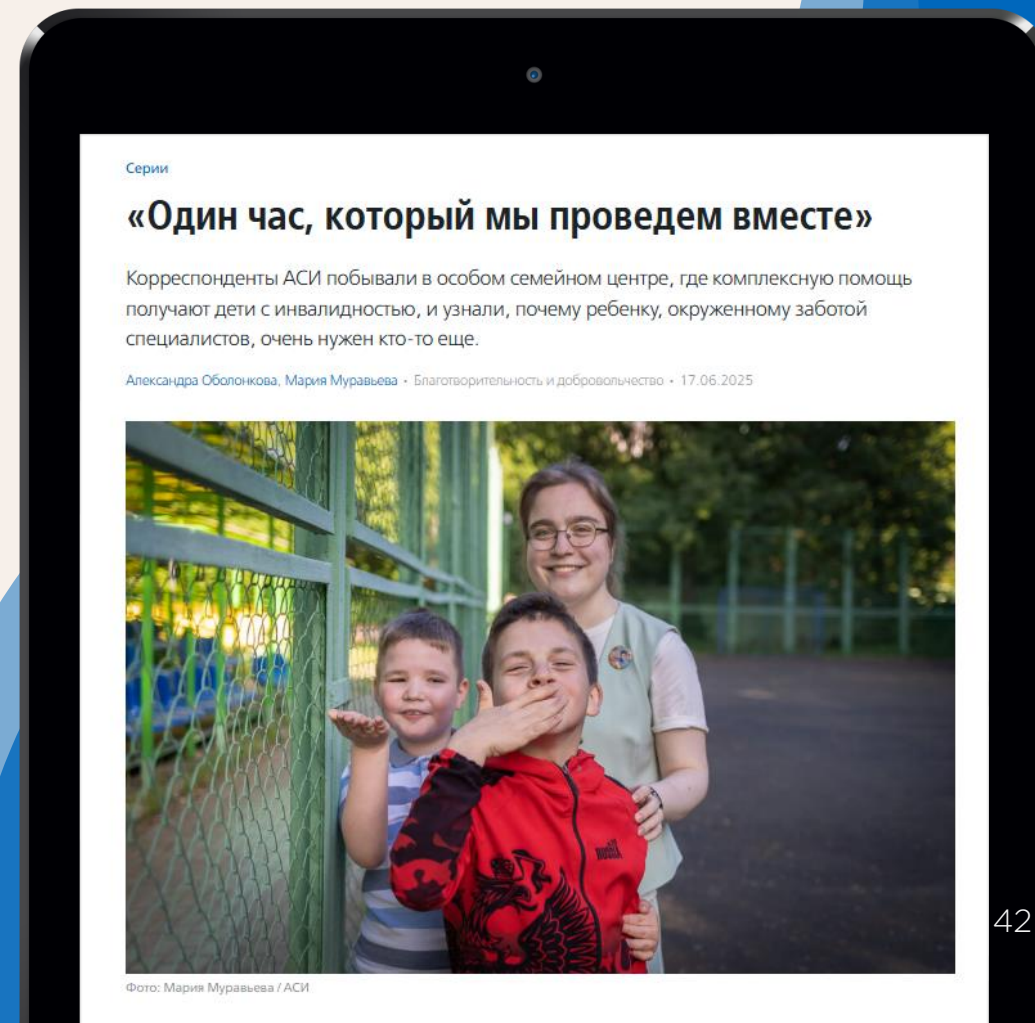 Серии
«Один час, который мы проведем вместе»
Корреспонденты АСИ побывали в особом семейном центре, где комплексную помощь
получают дети с инвалидностью, и узнали, почему ребенку, окруженному заботой
специалистов, очень нужен кто-то еще.
Александра Оболонкова, Мария Муравьева • Благотворительность и добровольчество • 17.06.2025
Фото: Мария Муравьева / АСИ
42